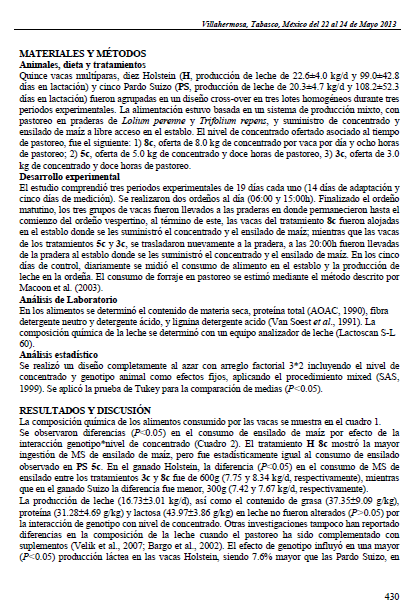 Villahermosa, Tabasco, México del 22 al 24 de Mayo 2013
MATERIALES Y MÉTODOS
Animales, dieta y tratamientos
Quince vacas multíparas, diez Holstein (H, producción de leche de 22.6±4.0 kg/d y 99.0±42.8
días en lactación) y cinco Pardo Suizo (PS, producción de leche de 20.3±4.7 kg/d y 108.2±52.3
días en lactación) fueron agrupadas en un diseño cross-over en tres lotes homogéneos durante tres
periodos experimentales. La alimentación estuvo basada en un sistema de producción mixto, con
pastoreo en praderas de Lolium perenne y Trifolium repens, y suministro de concentrado y
ensilado de maíz a libre acceso en el establo. El nivel de concentrado ofertado asociado al tiempo
de pastoreo, fue el siguiente: 1) 8c, oferta de 8.0 kg de concentrado por vaca por día y ocho horas
de pastoreo; 2) 5c, oferta de 5.0 kg de concentrado y doce horas de pastoreo, 3) 3c, oferta de 3.0
kg de concentrado y doce horas de pastoreo.
Desarrollo experimental
El estudio comprendió tres periodos experimentales de 19 días cada uno (14 días de adaptación y
cinco días de medición). Se realizaron dos ordeños al día (06:00 y 15:00h). Finalizado el ordeño
matutino, los tres grupos de vacas fueron llevados a las praderas en donde permanecieron hasta el
comienzo del ordeño vespertino, al término de este, las vacas del tratamiento 8c fueron alojadas
en el establo donde se les suministró el concentrado y el ensilado de maíz; mientras que las vacas
de los tratamientos 5c y 3c, se trasladaron nuevamente a la pradera, a las 20:00h fueron llevadas
de la pradera al establo donde se les suministró el concentrado y el ensilado de maíz. En los cinco
días de control, diariamente se midió el consumo de alimento en el establo y la producción de
leche en la ordeña. El consumo de forraje en pastoreo se estimó mediante el método descrito por
Macoon et al. (2003).
Análisis de Laboratorio
En los alimentos se determinó el contenido de materia seca, proteína total (AOAC, 1990), fibra
detergente neutro y detergente ácido, y lignina detergente acido (Van Soest et al., 1991). La
composición química de la leche se determinó con un equipo analizador de leche (Lactoscan S-L
60).
Análisis estadístico
Se realizó un diseño completamente al azar con arreglo factorial 3*2 incluyendo el nivel de
concentrado y genotipo animal como efectos fijos, aplicando el procedimiento mixed (SAS,
1999). Se aplicó la prueba de Tukey para la comparación de medias (P<0.05).
RESULTADOS Y DISCUSIÓN
La composición química de los alimentos consumido por las vacas se muestra en el cuadro 1.
Se observaron diferencias (P<0.05) en el consumo de ensilado de maíz por efecto de la
interacción genotipo*nivel de concentrado (Cuadro 2). El tratamiento H 8c mostró la mayor
ingestión de MS de ensilado de maíz, pero fue estadísticamente igual al consumo de ensilado
observado en PS 5c. En el ganado Holstein, la diferencia (P<0.05) en el consumo de MS de
ensilado entre los tratamientos 3c y 8c fue de 600g (7.75 y 8.34 kg/d, respectivamente), mientras
que en el ganado Suizo la diferencia fue menor, 300g (7.42 y 7.67 kg/d, respectivamente).
La producción de leche (16.73±3.01 kg/d), así como el contenido de grasa (37.35±9.09 g/kg),
proteína (31.28±4.69 g/kg) y lactosa (43.97±3.86 g/kg) en leche no fueron alterados (P>0.05) por
la interacción de genotipo con nivel de concentrado. Otras investigaciones tampoco han reportado
diferencias en la composición de la leche cuando el pastoreo ha sido complementado con
suplementos (Velik et al., 2007; Bargo et al., 2002). El efecto de genotipo influyó en una mayor
(P<0.05) producción láctea en las vacas Holstein, siendo 7.6% mayor que las Pardo Suizo, en
430